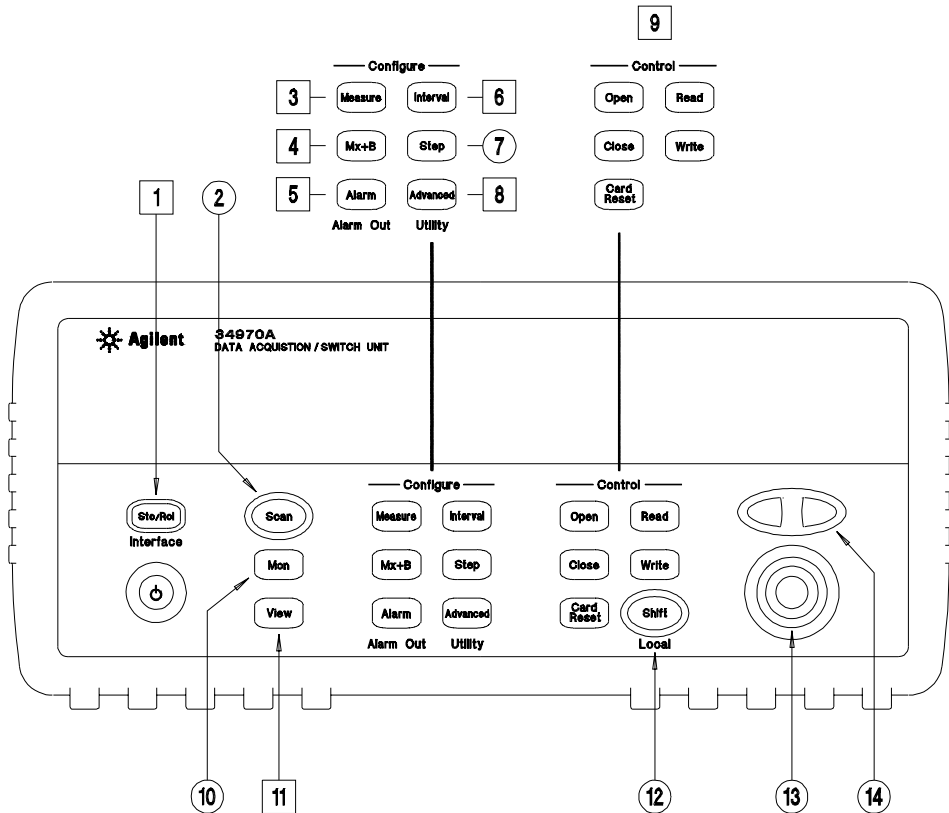 9
Configure
Control
3 Measure Interval 6
Open Read
4 Mx+B Step 7
Close Write
5 Alarm Advanced 8
Card Reset
Alarm Out Utility
1 2
Agilent 34970A
DATA ACQUISTION / SWITCH UNIT
Configure
Control
Sto/Rcl
Interface
Scan
Measure Interval
Open Read
Mon
Mx+B Step
Close Write
View
Alarm Advanced
Card Reset
Shift
Alarm Out Utility
Local
10 11 12 13 14